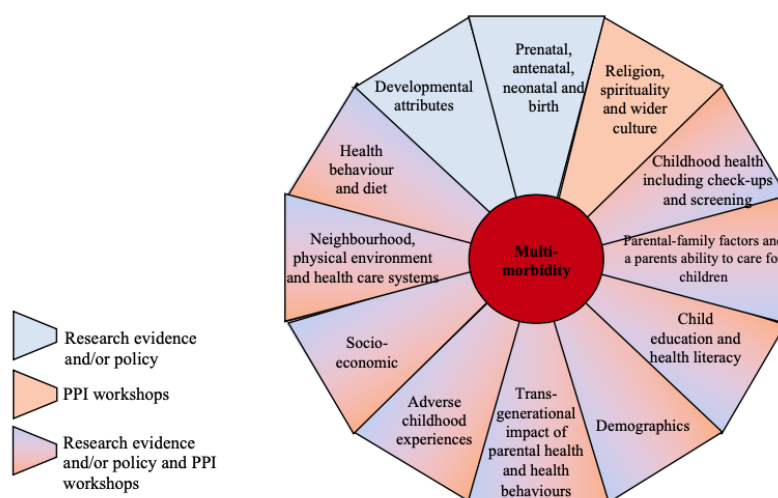 Prenatal,
antenatal,
neonatal and
birth
Religion,
spirituality
and wider
culture
Childhood health
including check-ups
and screening
Parental-family factors and
a parents ability to care fo
children
Child
education and
health literacy
Demographics
Trans-
generational
impact of
parental health
and health
behaviours
Adverse
childhood
experiences
Socio-
economic
Neighbourhood,
physical environment
and health care systems
Health
behaviour
and diet
Developmental
attributes
Multi-
morbidity
Research evidence
and/or policy
PPI workshops
Research evidence
and/or policy and PPI
workshops